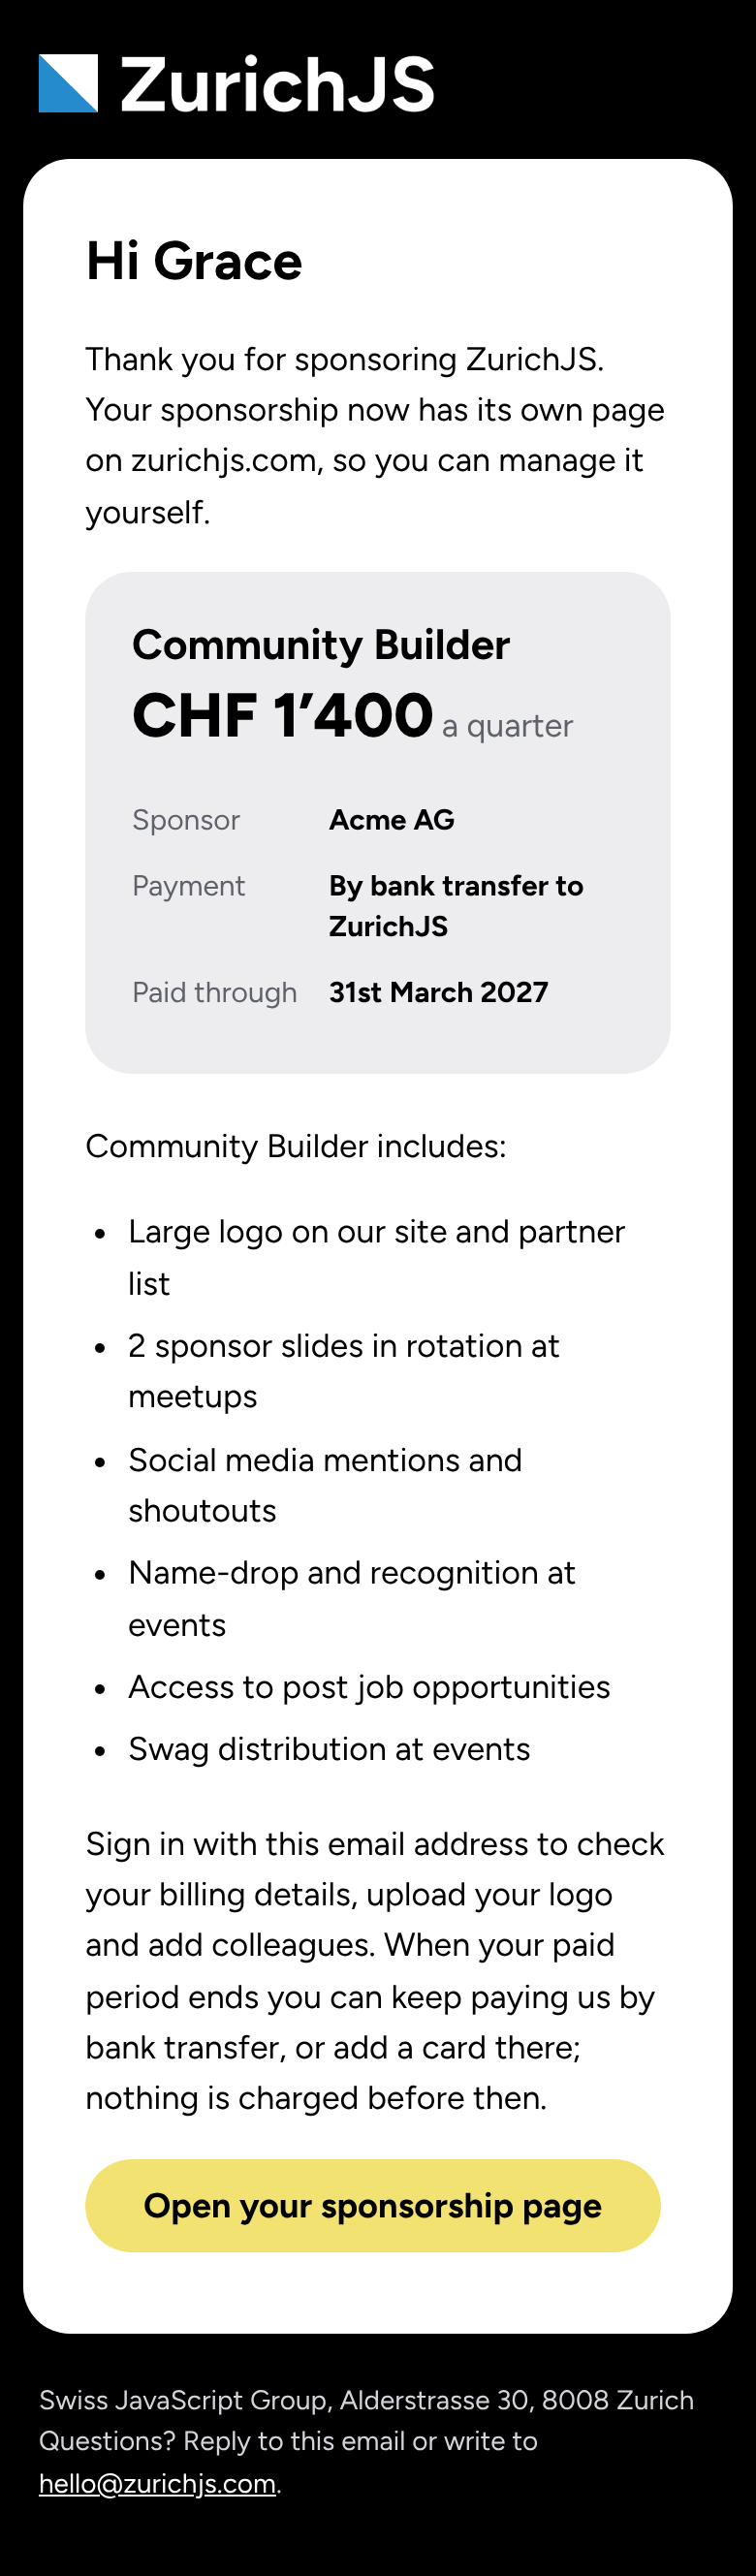 ZurichJS
Hi Grace
Thank you for sponsoring ZurichJS.
Your sponsorship now has its own page
on zurichjs.com, so you can manage it
yourself.
Community Builder
CHF 1’400 a quarter
Sponsor Acme AG
Payment By bank transfer to
ZurichJS
Paid through 31st March 2027
Community Builder includes:
• Large logo on our site and partner
list
• 2 sponsor slides in rotation at
meetups
• Social media mentions and
shoutouts
• Name-drop and recognition at
events
• Access to post job opportunities
• Swag distribution at events
Sign in with this email address to check
your billing details, upload your logo
and add colleagues. When your paid
period ends you can keep paying us by
bank transfer, or add a card there;
nothing is charged before then.
Open your sponsorship page
Swiss JavaScript Group, Alderstrasse 30, 8008 Zurich
Questions? Reply to this email or write to
hello@zurichjs.com.